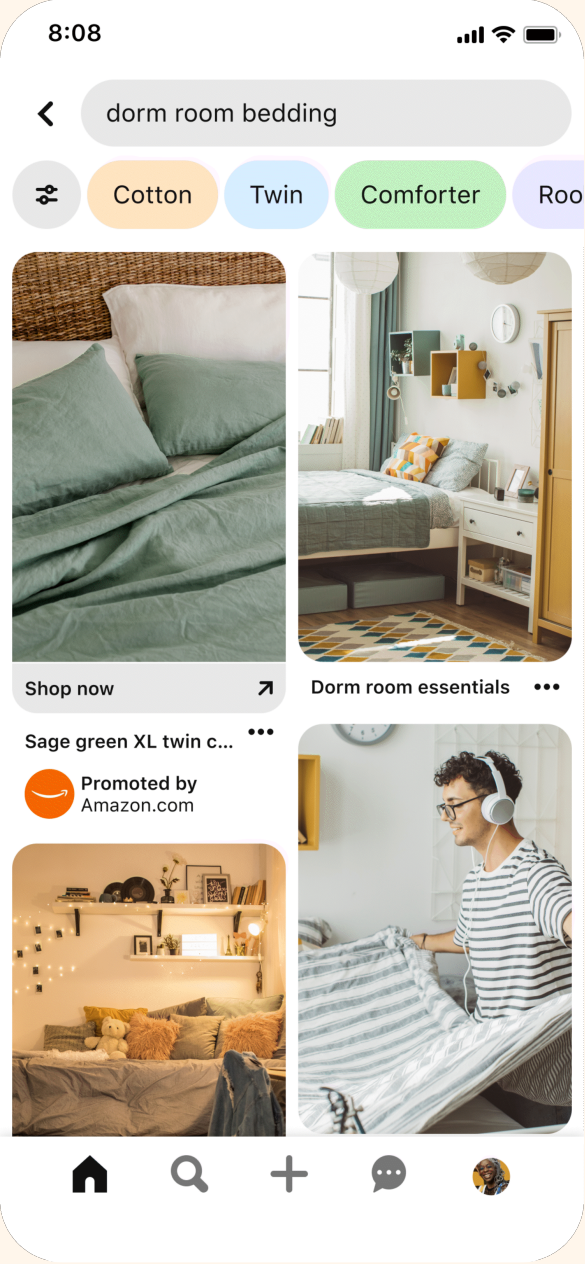 8:08
dorm room bedding
Cotton
Twin
Comforter
Roo
Shop now
Sage green XL twin c...
Promoted by
Amazon.com
Dorm room essentials